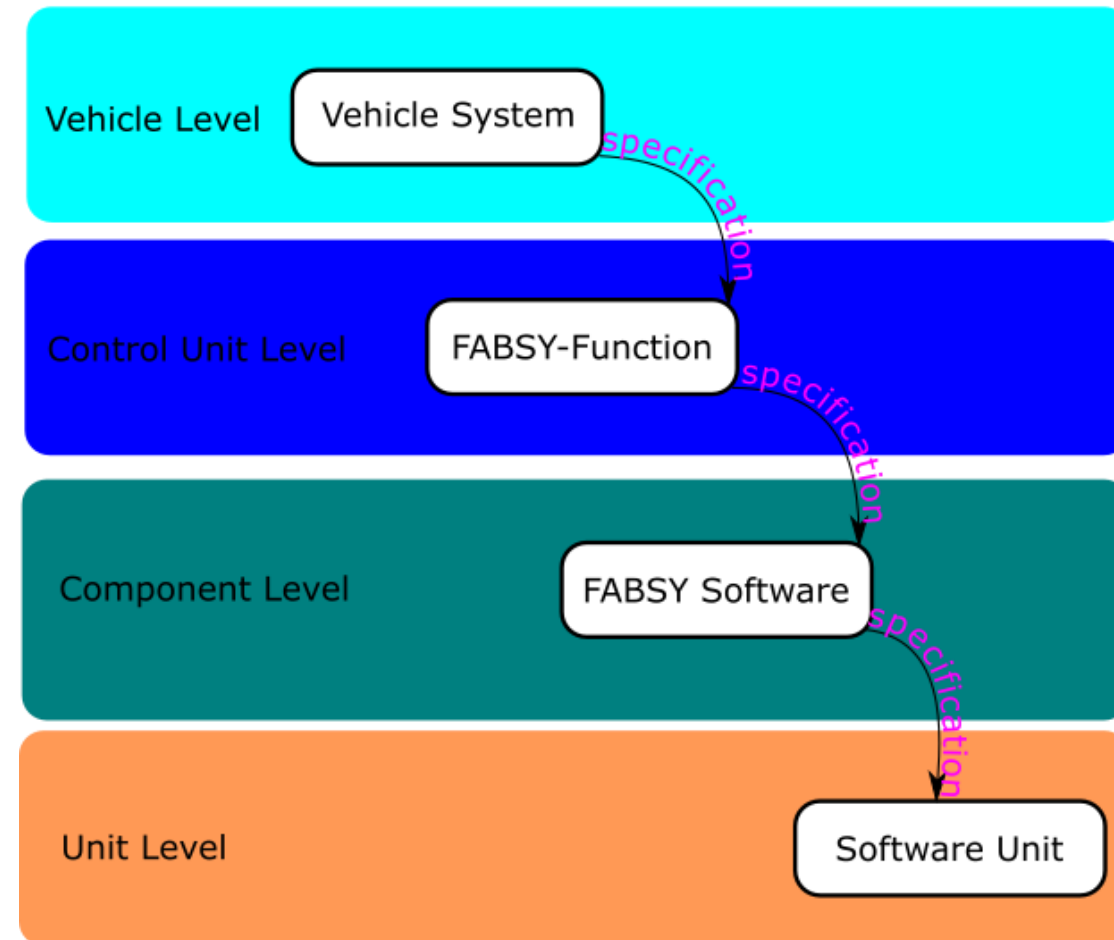 Vehicle Level
Vehicle System
specification
Control Unit Level
FABSY-Function
specification
Component Level
FABSY Software
specification
Unit Level
Software Unit